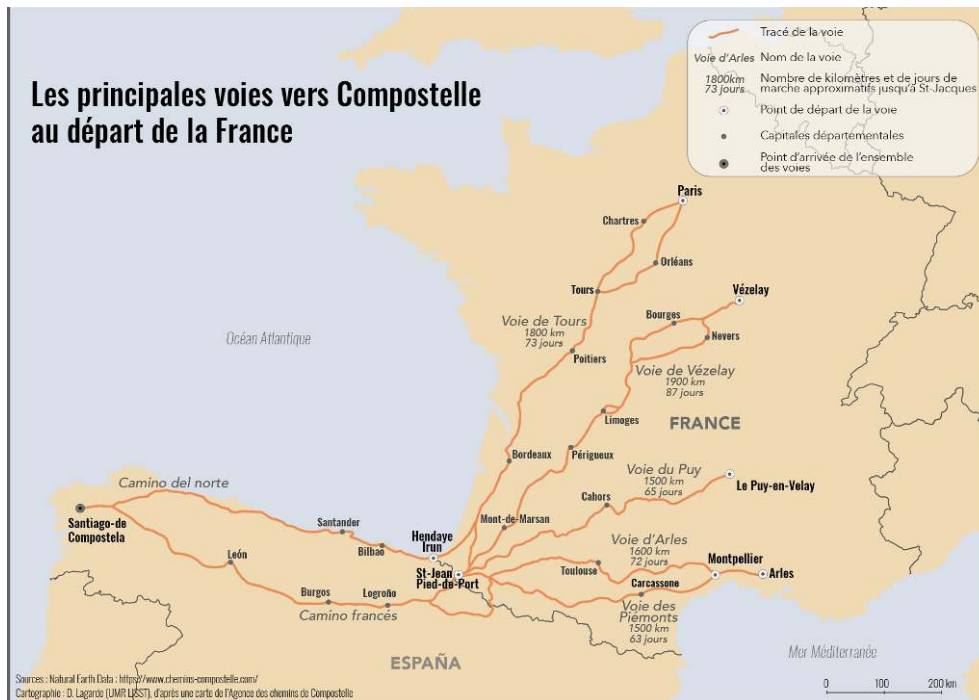 Les principales voies vers Compostelle
au départ de la France
Tracé de la voie
Voie d'Arles Nom de la voie
1800km
73 jours
Nombre de kilomètres et de jours de
marche approximatifs jusqu'à St-Jacques
Point de départ de la voie
Capitales départementales
Point d'arrivée de l'ensemble
des voies
Paris
Chartres
Orléans
Tours
Vézelay
Bourges
Nevers
Voie de Tours
1800 km
73 jours
Océan Atlantique
Poitiers
Voie de Vézelay
1900 km
87 jours
Limoges
FRANCE
Bordeaux
Périgueux
Voie du Puy
1500 km
65 jours
Le Puy-en-Velay
Camino del norte
Cahors
Santiago-de
Compostela
Santander
Bilbao
Hendaye
Irun
Mont-de-Marsan
Voie d'Arles
1600 km
72 jours
Montpellier
Arles
León
St-Jean
Pied-de-Port
Toulouse
Carcassone
Burgos
Logroño
Camino francés
Voie des
Piémonts
1500 km
63 jours
Mer Méditerranée
ESPAÑA
Sources : Natural Earth Data : https://www.chemins-compostelle.com/
Cartographie : D. Lagarde (UMR LISST), d'après une carte de l'Agence des chemins de Compostelle
0 100 200 km